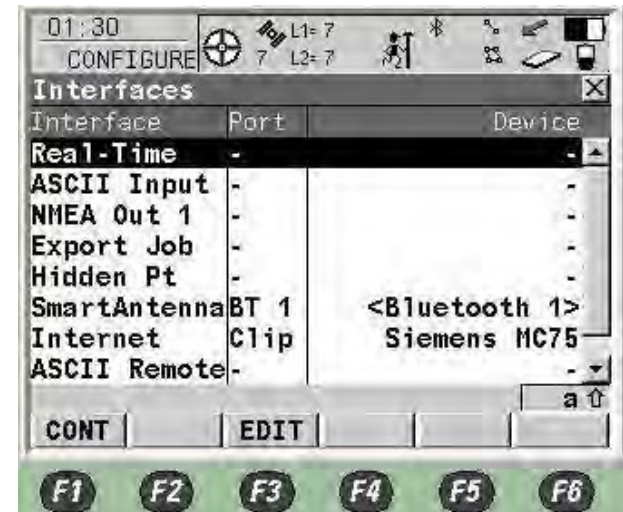 01:30 L1= 7
CONFIGURE 7 L2= 7
Interfaces
Interface Port Device
Real-Time - -
ASCII Input - -
NMEA Out 1 - -
Export Job - -
Hidden Pt - -
SmartAntenna BT 1 <Bluetooth 1>
Internet Clip Siemens MC75
ASCII Remote - -
a
CONT EDIT
F1 F2 F3 F4 F5 F6